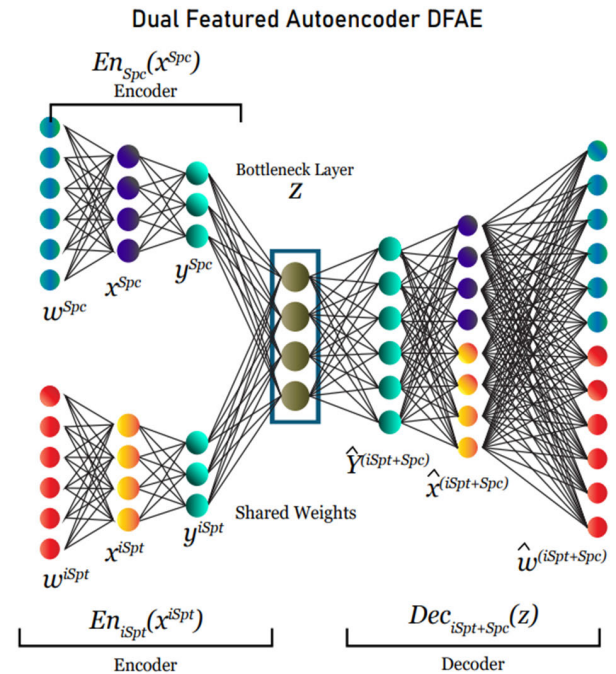 Dual Featured Autoencoder DFAE
En_Spc(x^Spc)
Encoder
Bottleneck Layer
z
w^Spc
x^Spc
y^Spc
w^iSpt
x^iSpt
y^iSpt
Shared Weights
Ŷ^(iSpt+Spc)
x̂^(iSpt+Spc)
ŵ^(iSpt+Spc)
En_iSpt(x^iSpt)
Encoder
Dec_iSpt+Spc(z)
Decoder